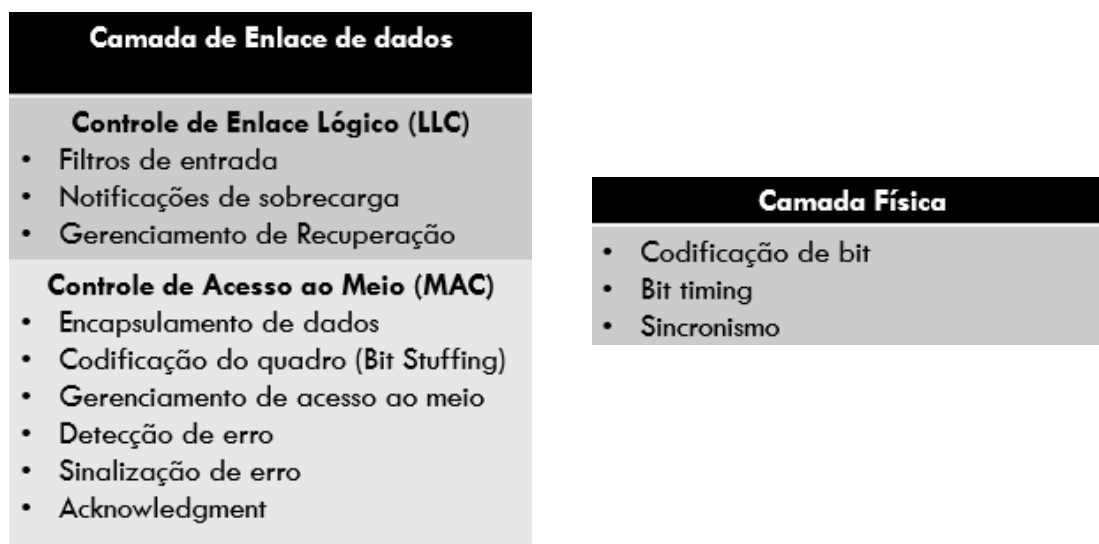 Camada de Enlace de dados
Controle de Enlace Lógico (LLC)
• Filtros de entrada
• Notificações de sobrecarga
• Gerenciamento de Recuperação
Controle de Acesso ao Meio (MAC)
• Encapsulamento de dados
• Codificação do quadro (Bit Stuffing)
• Gerenciamento de acesso ao meio
• Detecção de erro
• Sinalização de erro
• Acknowledgment
Camada Física
• Codificação de bit
• Bit timing
• Sincronismo